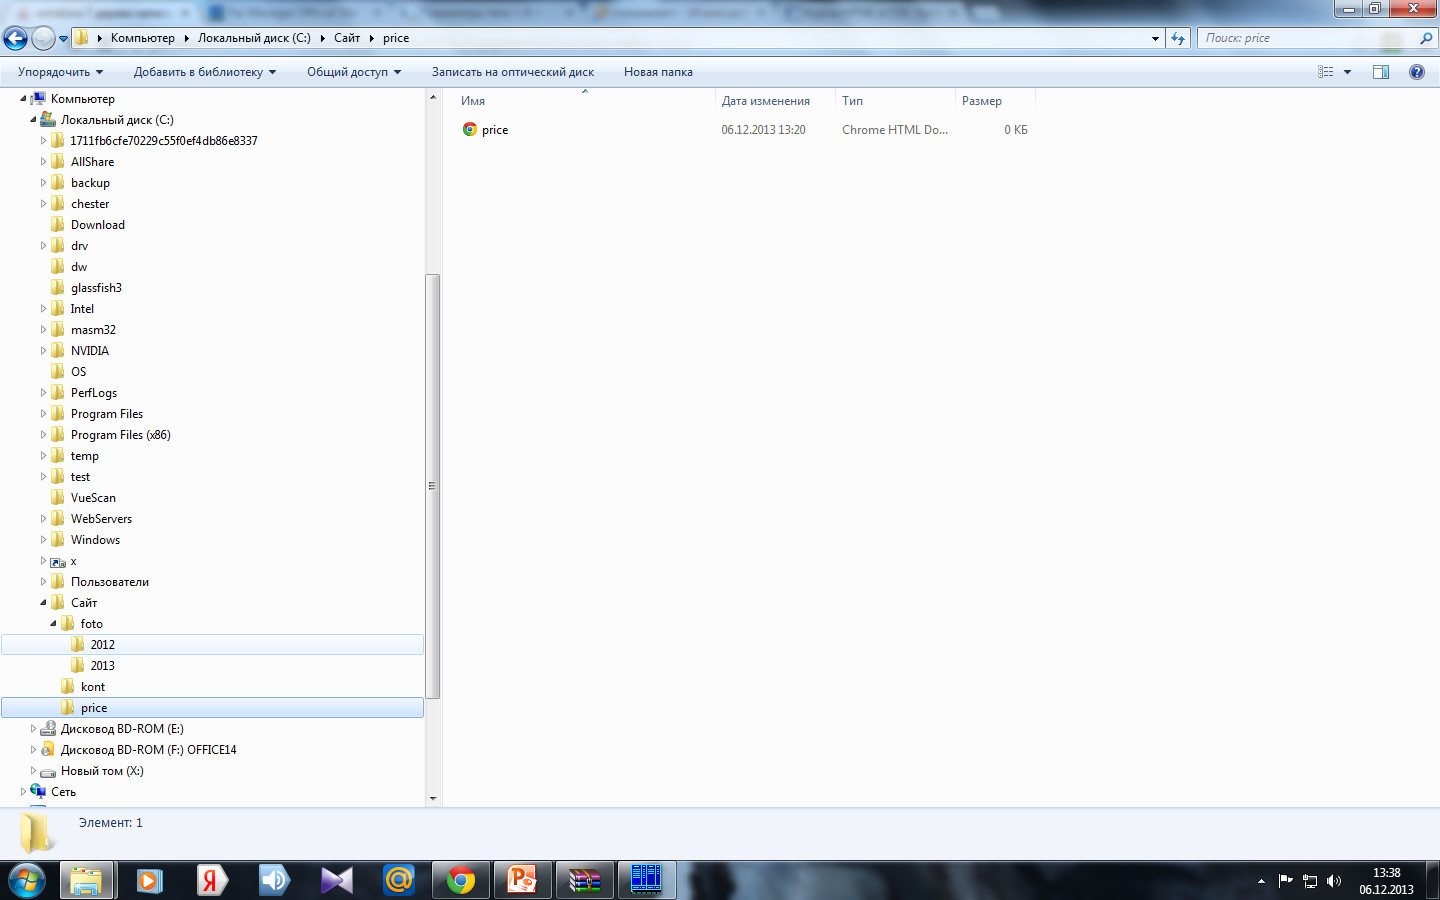 Компьютер Локальный диск (C:) Сайт price
Поиск: price
Упорядочить Добавить в библиотеку Общий доступ Записать на оптический диск Новая папка
Компьютер
Локальный диск (C:)
1711fb6cfe70229c55f0ef4db86e8337
AllShare
backup
chester
Download
drv
dw
glassfish3
Intel
masm32
NVIDIA
OS
PerfLogs
Program Files
Program Files (x86)
temp
test
VueScan
WebServers
Windows
x
Пользователи
Сайт
foto
2012
2013
kont
price
Дисковод BD-ROM (E:)
Дисковод BD-ROM (F:) OFFICE14
Новый том (X:)
Сеть
Имя Дата изменения Тип Размер
price 06.12.2013 13:20 Chrome HTML Do... 0 КБ
Элемент: 1
13:38
06.12.2013